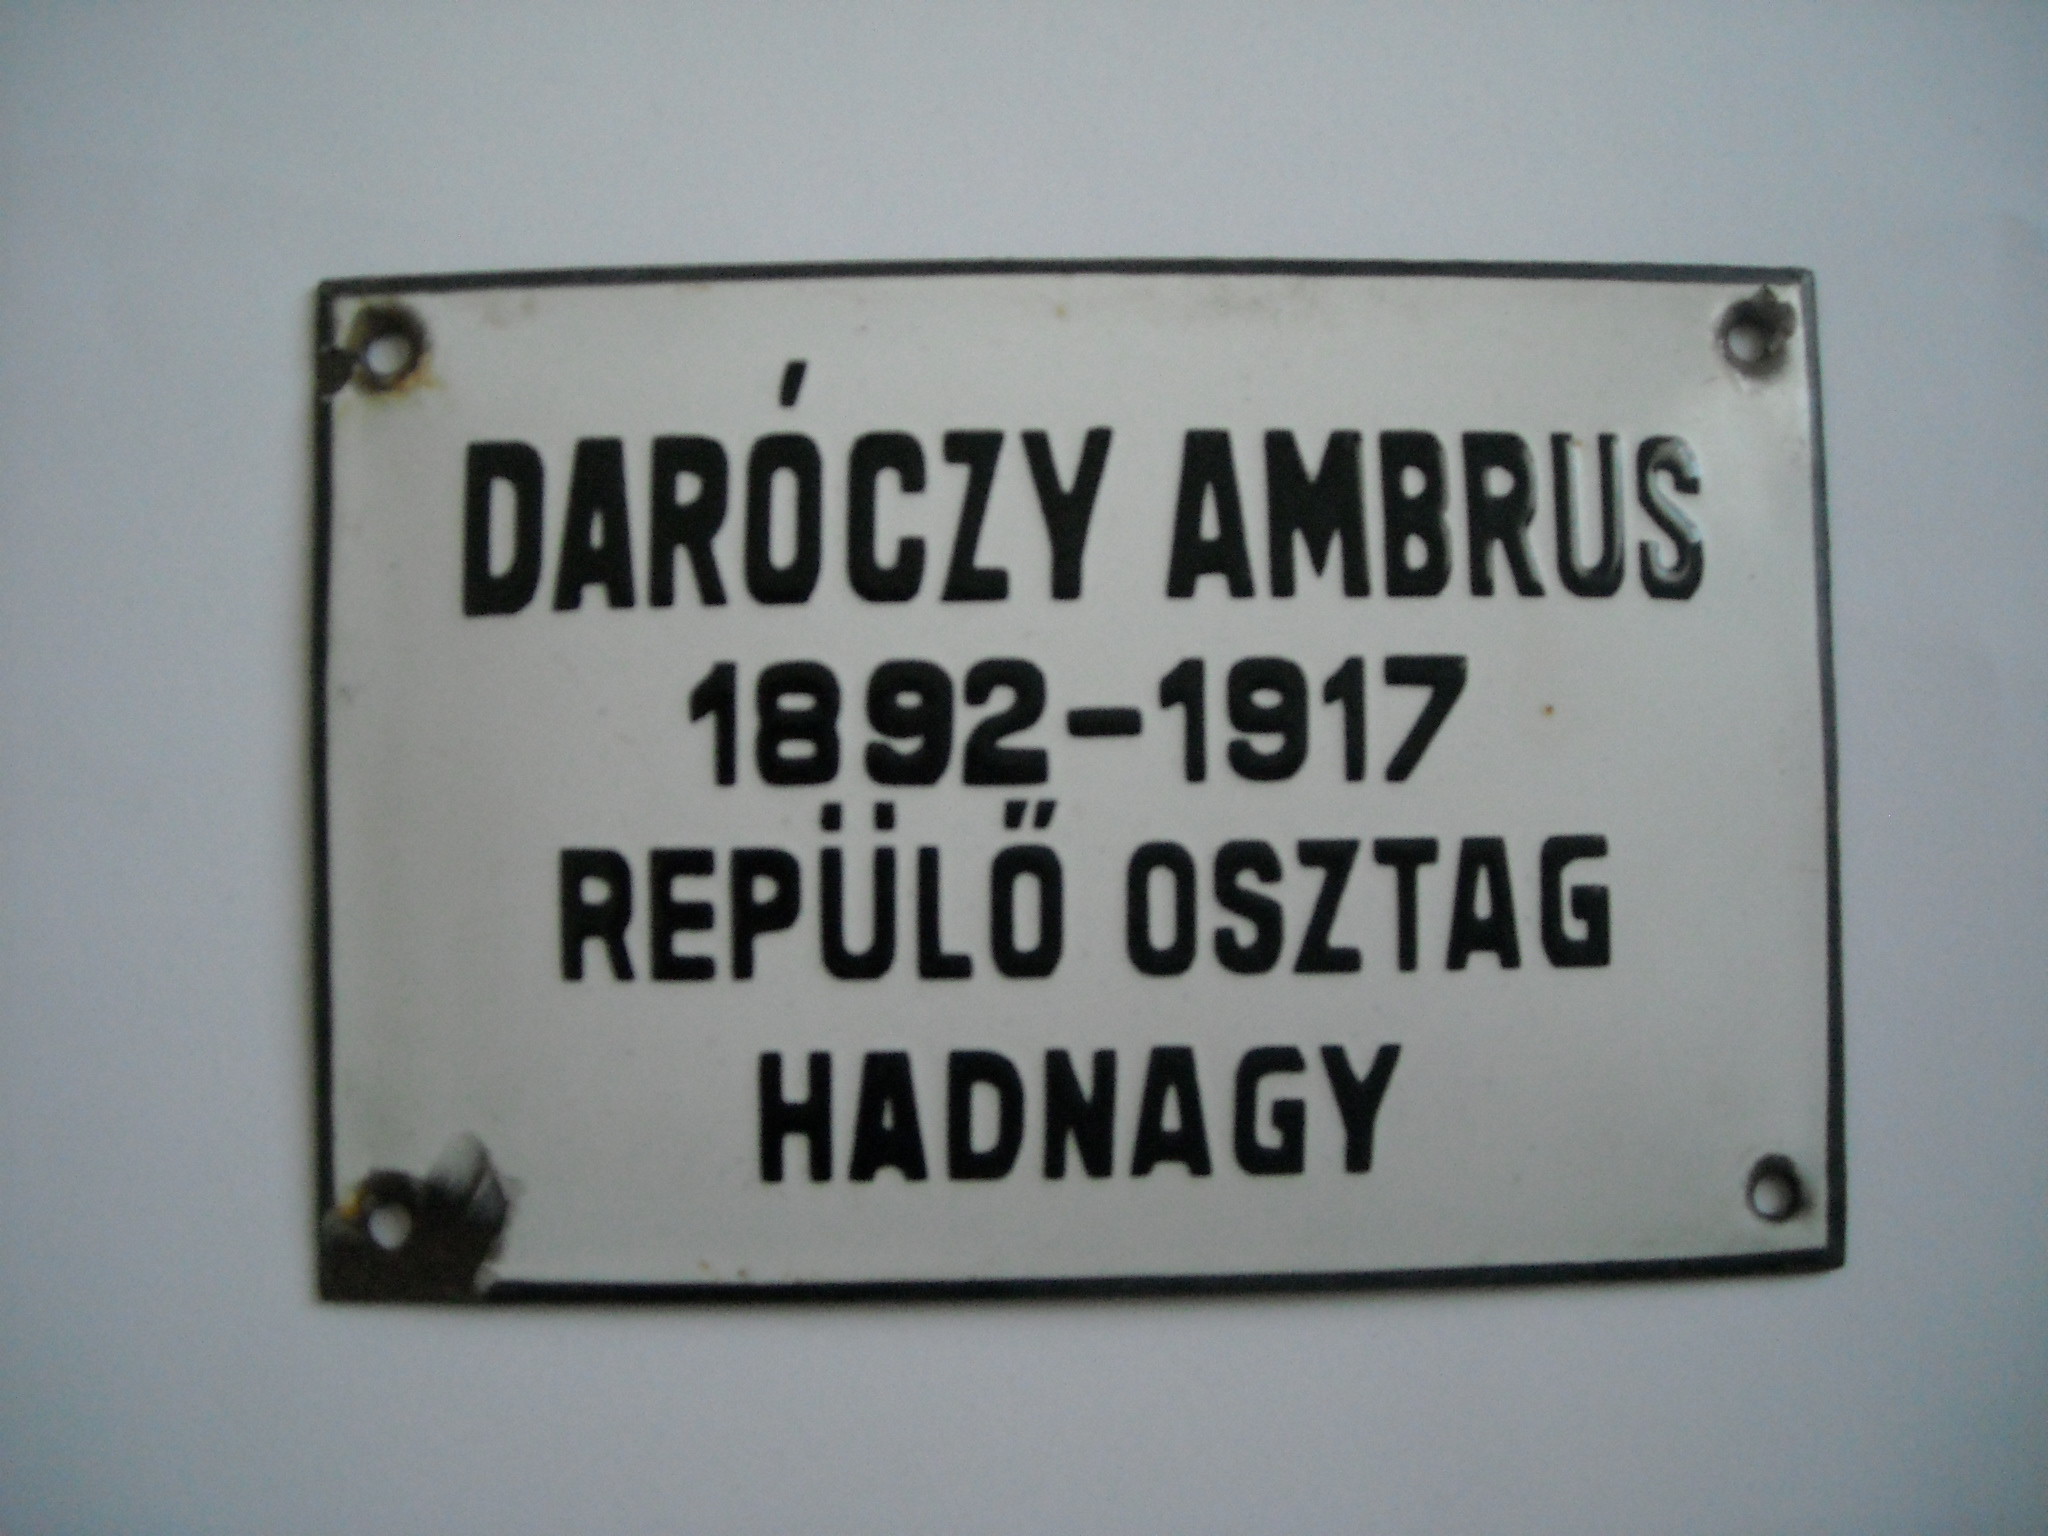 DARÓCZY AMBRUS
1892-1917
REPÜLŐ OSZTAG
HADNAGY